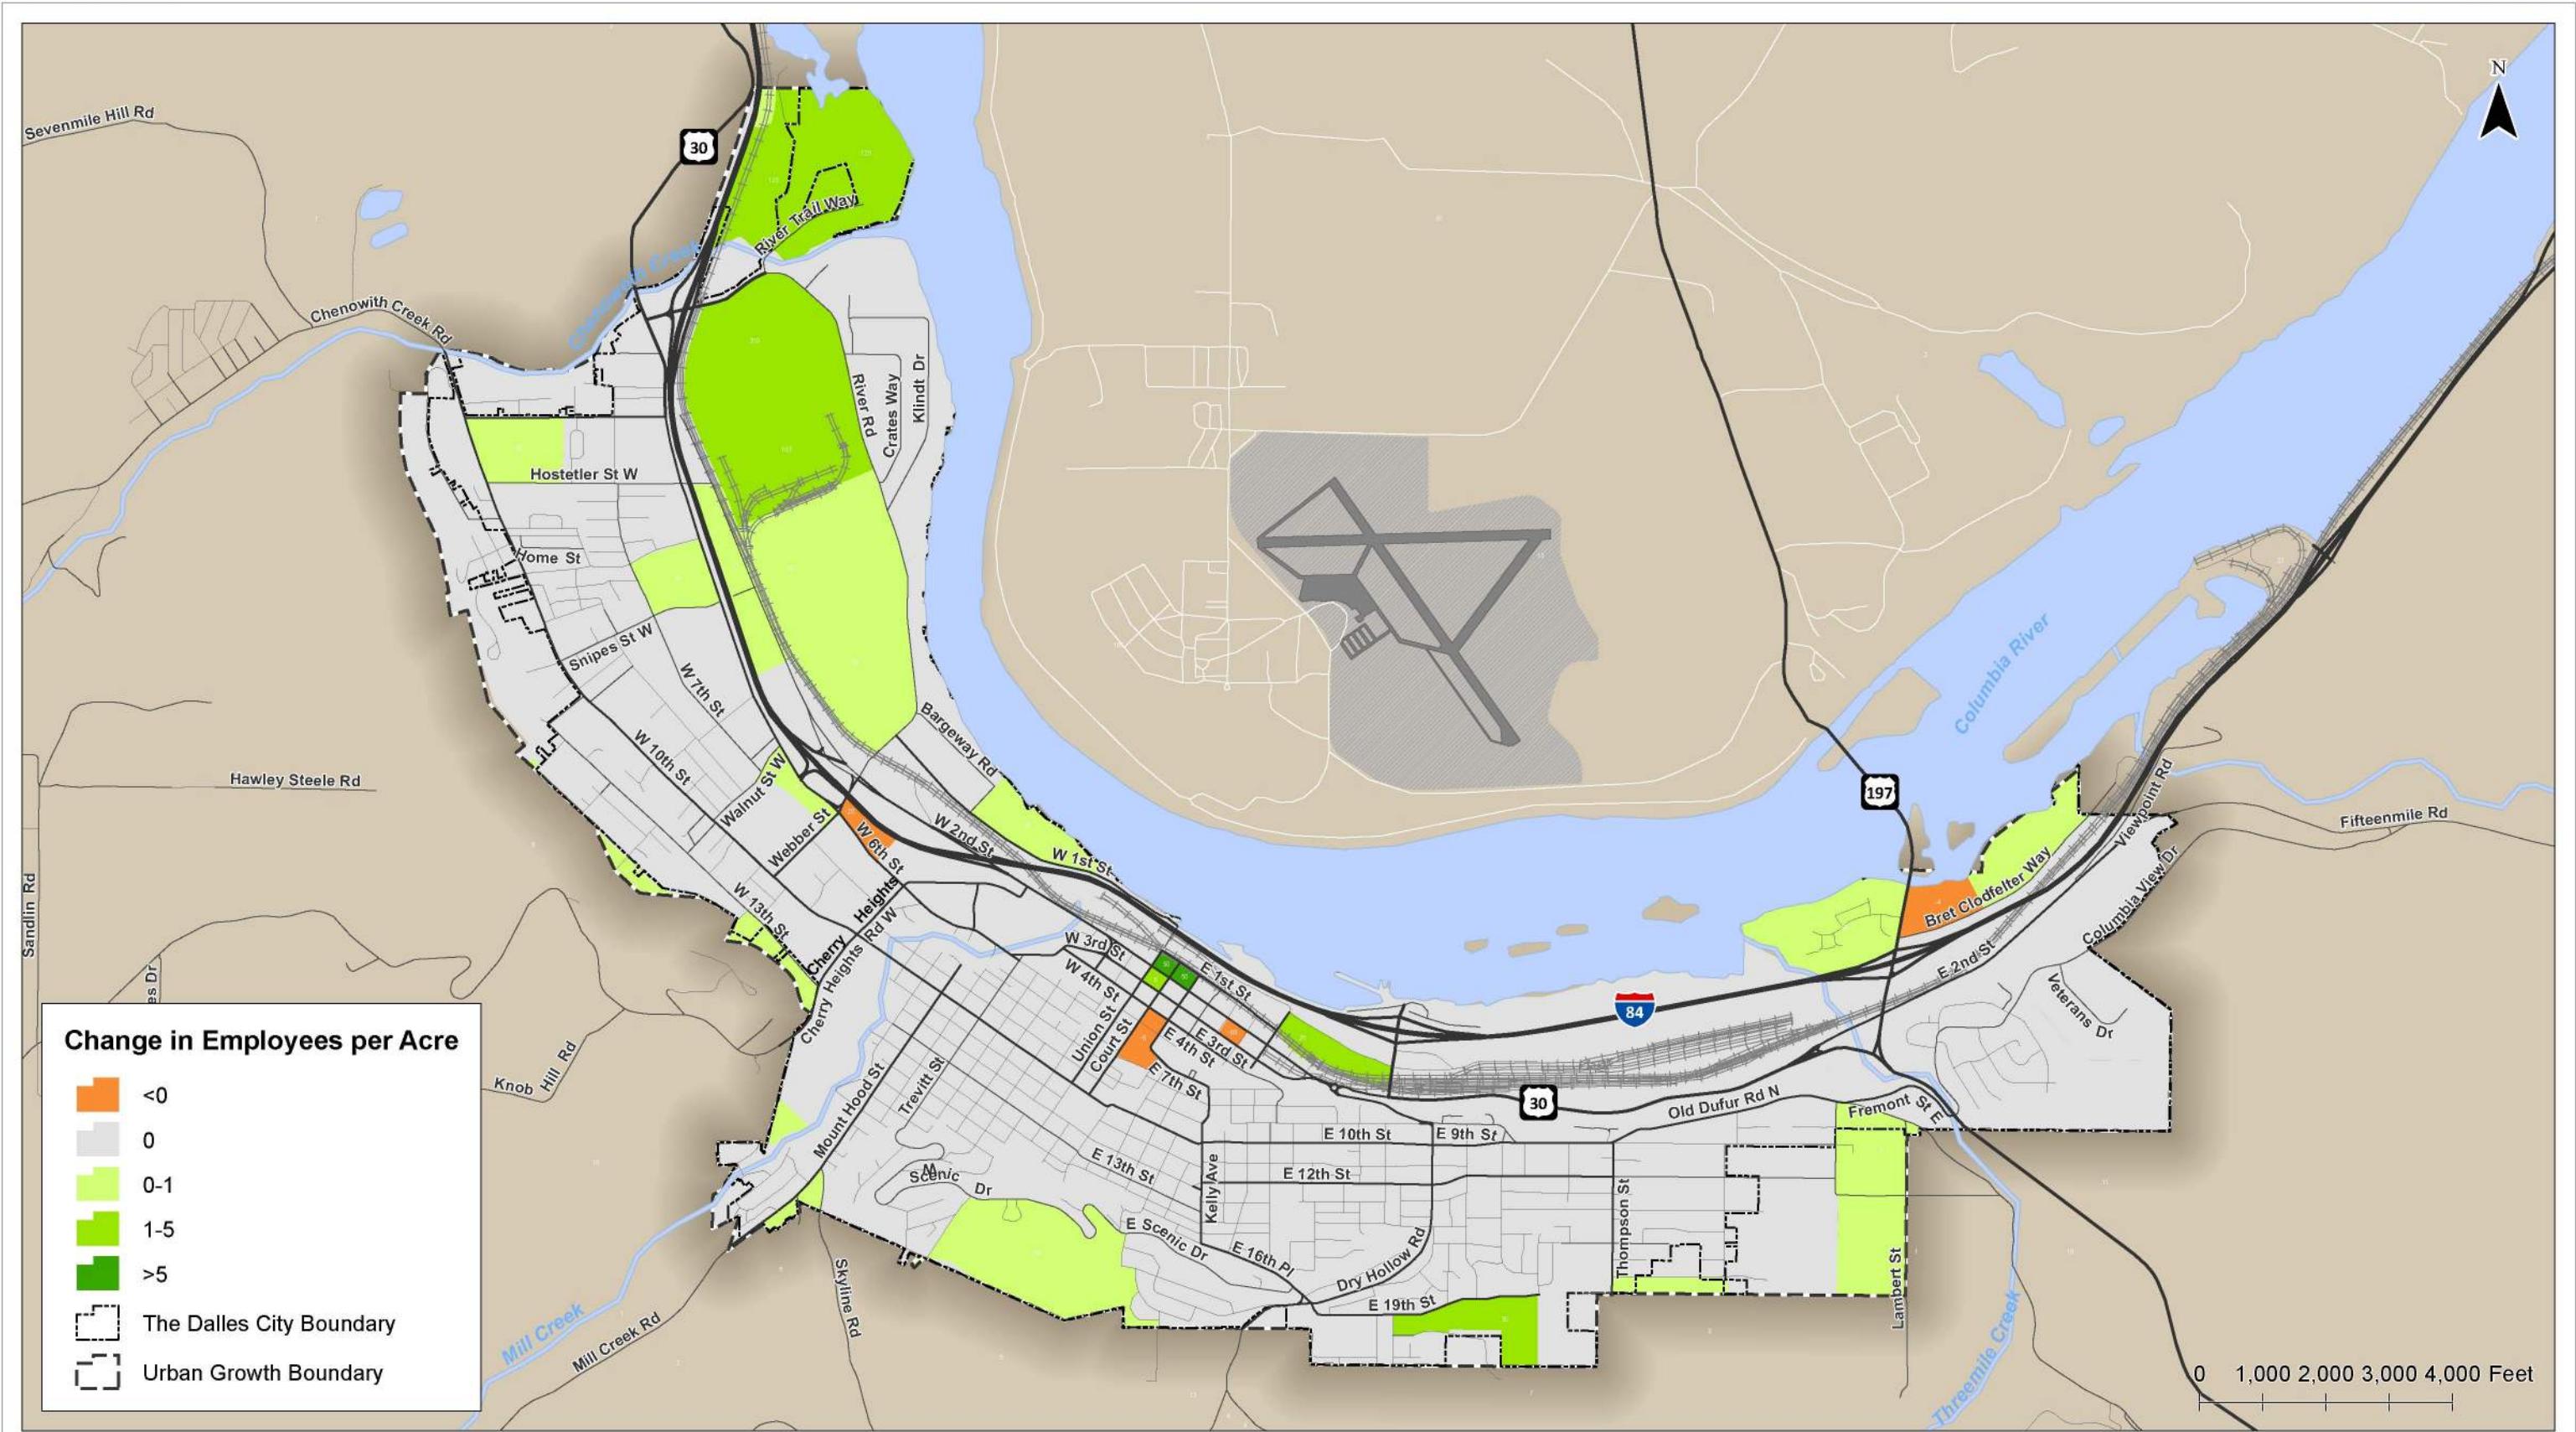 N
Sevenmile Hill Rd
30
River Trail Way
Chenowith Creek
Chenowith Creek Rd
River Rd
Crates Way
Klindt Dr
Hostetler St W
Home St
Snipes St W
W 7th St
Columbia River
Bargeway Rd
W 10th St
Hawley Steele Rd
Walnut St W
197
Viewpoint Rd
Fifteenmile Rd
Webber St
W 6th St
W 2nd St
W 1st St
Bret Clodfelter Way
Columbia View Dr
Sandlin Rd
W 13th St
Cherry Heights
Cherry Heights Rd W
W 3rd St
W 4th St
E 1st St
E 2nd St
es Dr
Veterans Dr
84
Union St
Court St
E 3rd St
E 4th St
E 7th St
Knob Hill Rd
Mount Hood St
Trevitt St
30
Old Dufur Rd N
Fremont St E
E 10th St
E 9th St
E 13th St
E 12th St
Scenic Dr
Kelly Ave
Thompson St
E Scenic Dr
E 16th Pl
Dry Hollow Rd
E 19th St
Lambert St
Skyline Rd
Mill Creek
Mill Creek Rd
Threemile Creek
Change in Employees per Acre
<0
0
0-1
1-5
>5
The Dalles City Boundary
Urban Growth Boundary
0 1,000 2,000 3,000 4,000 Feet